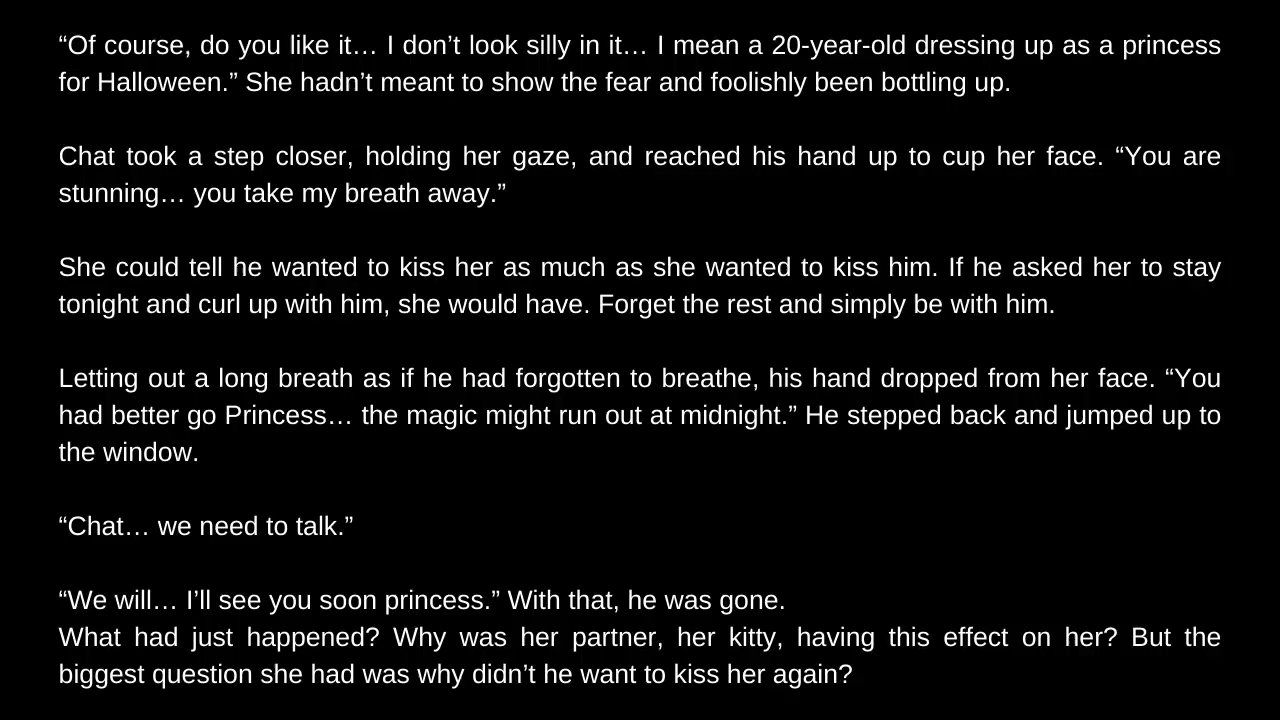 “Of course, do you like it… I don’t look silly in it… I mean a 20-year-old dressing up as a princess
for Halloween.” She hadn’t meant to show the fear and foolishly been bottling up.
Chat took a step closer, holding her gaze, and reached his hand up to cup her face. “You are
stunning… you take my breath away.”
She could tell he wanted to kiss her as much as she wanted to kiss him. If he asked her to stay
tonight and curl up with him, she would have. Forget the rest and simply be with him.
Letting out a long breath as if he had forgotten to breathe, his hand dropped from her face. “You
had better go Princess… the magic might run out at midnight.” He stepped back and jumped up to
the window.
“Chat… we need to talk.”
“We will… I’ll see you soon princess.” With that, he was gone.
What had just happened? Why was her partner, her kitty, having this effect on her? But the
biggest question she had was why didn’t he want to kiss her again?